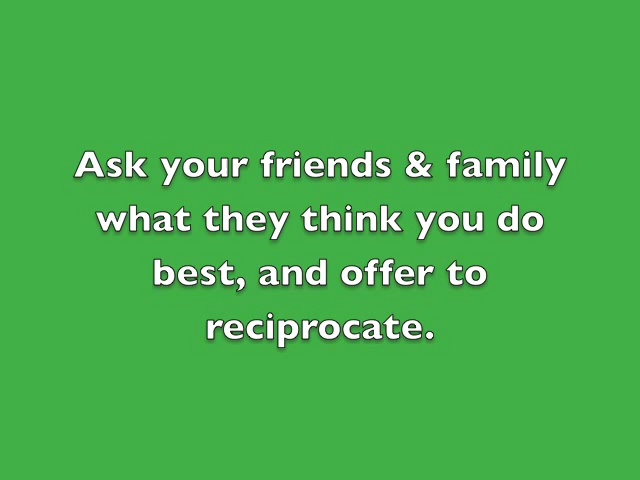 Ask your friends & family
what they think you do
best, and offer to
reciprocate.